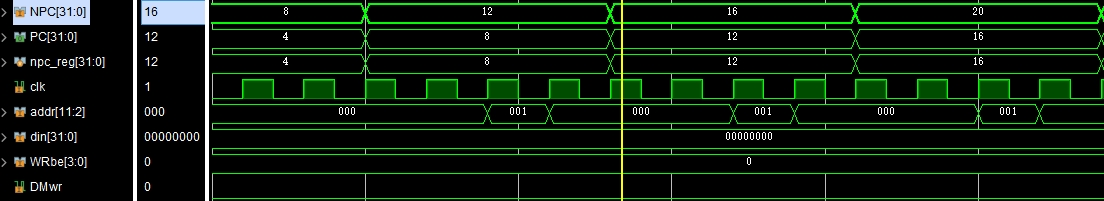 NPC[31:0] 16 8 12 16 20
PC[31:0] 12 4 8 12 16
npc_reg[31:0] 12 4 8 12 16
clk 1
addr[11:2] 000 000 001 000 001 000 001
din[31:0] 00000000 00000000
WRbe[3:0] 0 0
DMwr 0